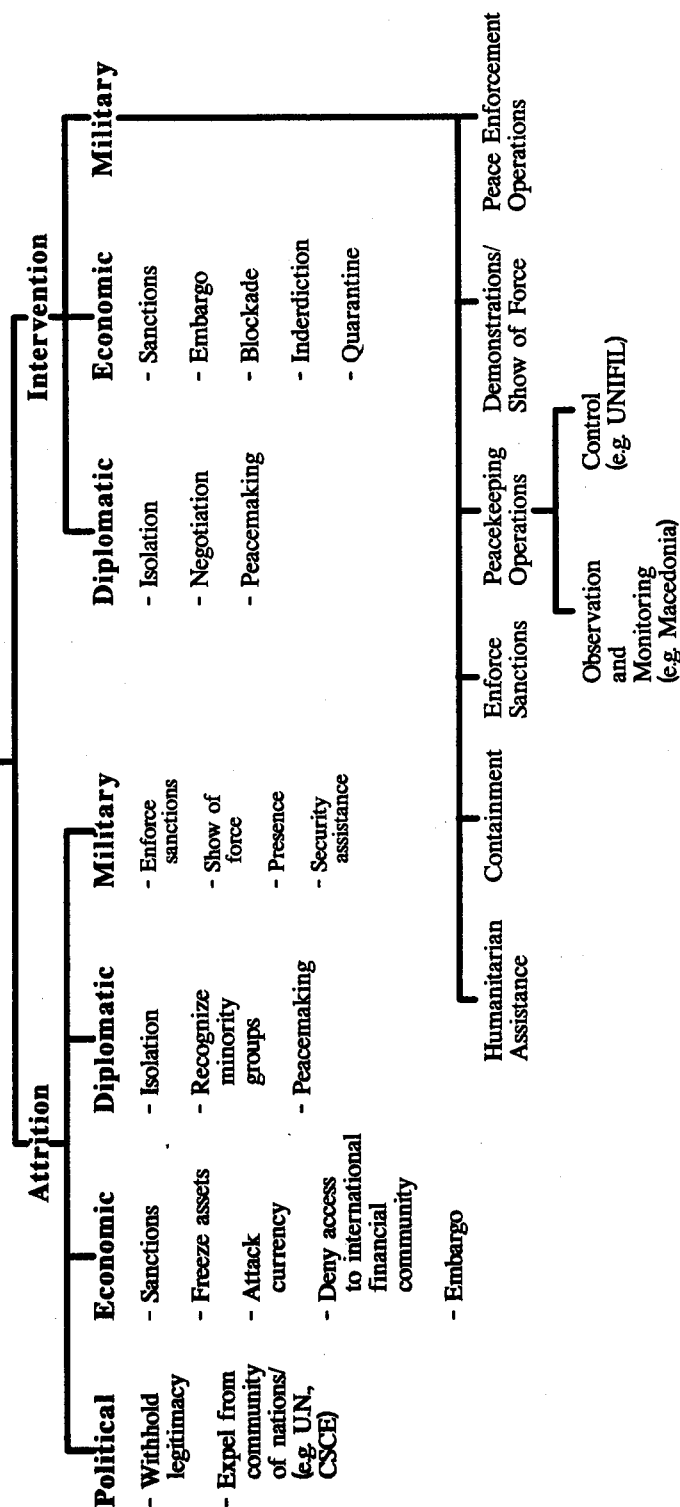 Attrition
Intervention
Political
- Withhold
legitimacy
- Expel from
community
of nations/
(e.g. U.N.,
CSCE)
Economic
- Sanctions
- Freeze assets
- Attack
currency
- Deny access
to international
financial
community
- Embargo
Diplomatic
- Isolation
- Recognize
minority
groups
- Peacemaking
Military
- Enforce
sanctions
- Show of
force
- Presence
- Security
assistance
Diplomatic
- Isolation
- Negotiation
- Peacemaking
Economic
- Sanctions
- Embargo
- Blockade
- Inderdiction
- Quarantine
Military
Humanitarian
Assistance
Containment
Enforce
Sanctions
Peacekeeping
Operations
Demonstrations/
Show of Force
Peace Enforcement
Operations
Observation
and
Monitoring
(e.g. Macedonia)
Control
(e.g. UNIFIL)